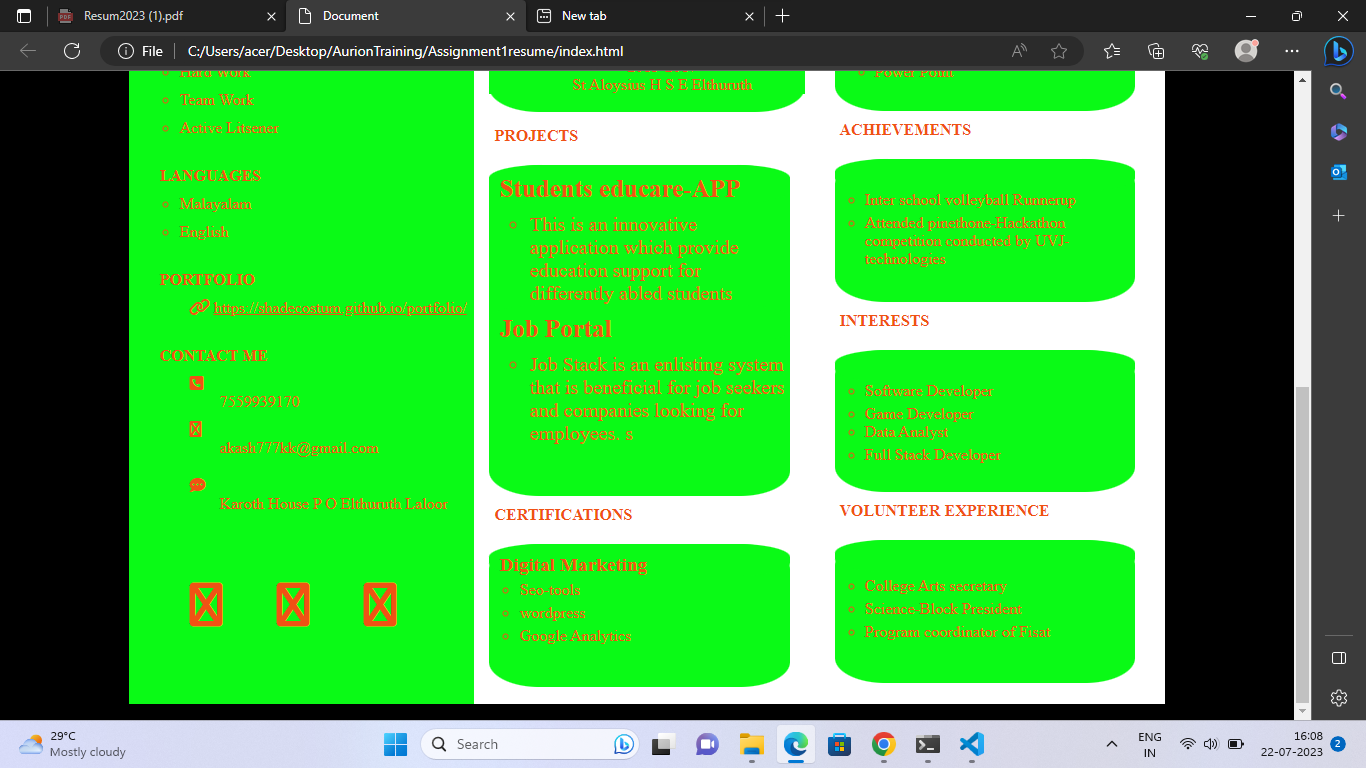 Resum2023 (1).pdf
Document
New tab
File
C:/Users/acer/Desktop/AurionTraining/Assignment1resume/index.html
Hard Work
Team Work
Active Litsener
LANGUAGES
Malayalam
English
PORTFOLIO
https://shadecostum.github.io/portfolio/
CONTACT ME
7559939170
akash777kk@gmail.com
Karoth House P O Elthuruth Laloor
St Aloysius H S E Elthuruth
PROJECTS
Students educare-APP
This is an innovative
application which provide
education support for
differently abled students
Job Portal
Job Stack is an enlisting system
that is beneficial for job seekers
and companies looking for
employees. s
CERTIFICATIONS
Digital Marketing
Seo tools
wordpress
Google Analytics
Power Point
ACHIEVEMENTS
Inter school volleyball Runnerup
Attended pmethone-Hackathon
competition conducted by UVJ-
technologies
INTERESTS
Software Developer
Game Developer
Data Analyst
Full Stack Developer
VOLUNTEER EXPERIENCE
College Arts secretary
Science-Block President
Program coordinator of Fisat
29°C
Mostly cloudy
Search
ENG
IN
16:08
22-07-2023
2